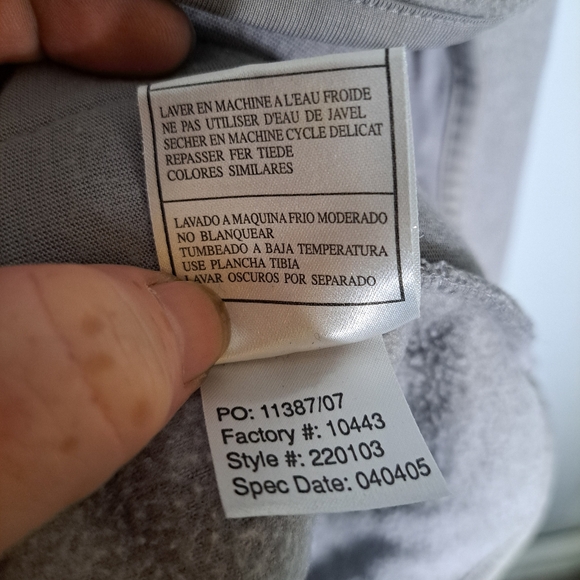 LAVER EN MACHINE A L'EAU FROIDE
NE PAS UTILISER D'EAU DE JAVEL
SECHER EN MACHINE CYCLE DELICAT
REPASSER FER TIEDE
COLORES SIMILARES
LAVADO A MAQUINA FRIO MODERADO
NO BLANQUEAR
TUMBEADO A BAJA TEMPERATURA
USE PLANCHA TIBIA
LAVAR OSCUROS POR SEPARADO
PO: 11387/07
Factory #: 10443
Style #: 220103
Spec Date: 040405